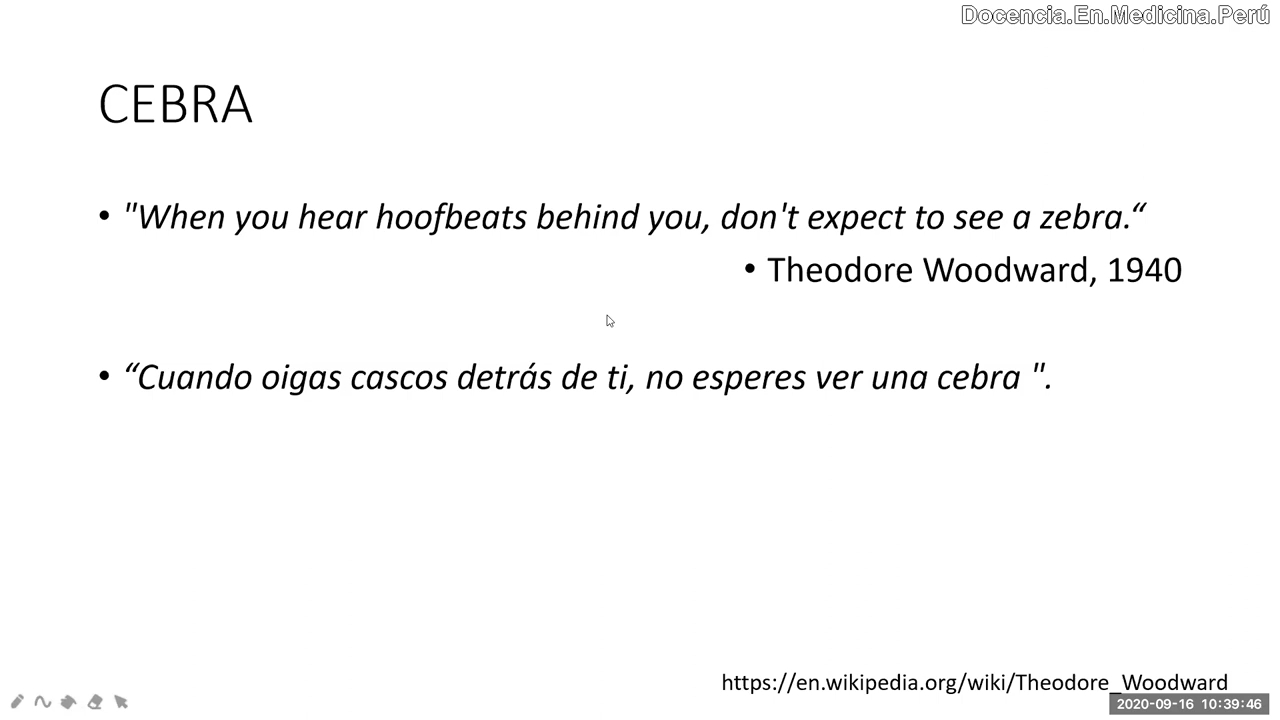 Docencia.En.Medicina.Perú
CEBRA
• "When you hear hoofbeats behind you, don't expect to see a zebra.“
• Theodore Woodward, 1940
• “Cuando oigas cascos detrás de ti, no esperes ver una cebra ".
https://en.wikipedia.org/wiki/Theodore_Woodward
2020-09-16 10:39:46